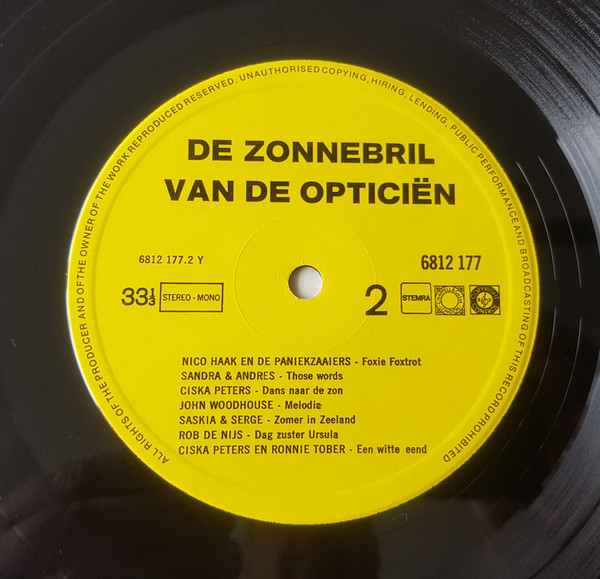 ALL RIGHTS OF THE PRODUCER AND OF THE OWNER OF THE WORK REPRODUCED RESERVED. UNAUTHORISED COPYING, HIRING, LENDING, PUBLIC PERFORMANCE AND BROADCASTING OF THIS RECORD PROHIBITED
DE ZONNEBRIL
VAN DE OPTICIËN
6812 177.2 Y
6812 177
33⅓
STEREO - MONO
2
STEMRA
NICO HAAK EN DE PANIEKZAAIERS - Foxie Foxtrot
SANDRA & ANDRES - Those words
CISKA PETERS - Dans naar de zon
JOHN WOODHOUSE - Melodie
SASKIA & SERGE - Zomer in Zeeland
ROB DE NIJS - Dag zuster Ursula
CISKA PETERS EN RONNIE TOBER - Een witte eend